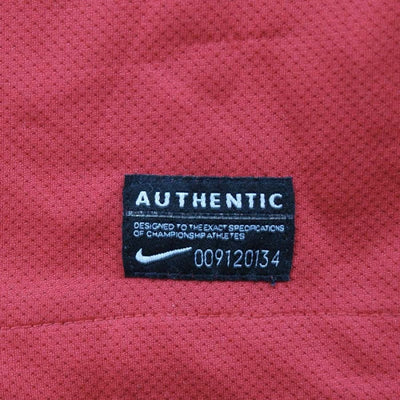 AUTHENTIC
DESIGNED TO THE EXACT SPECIFICATIONS
OF CHAMPIONSHIP ATHLETES
009120134